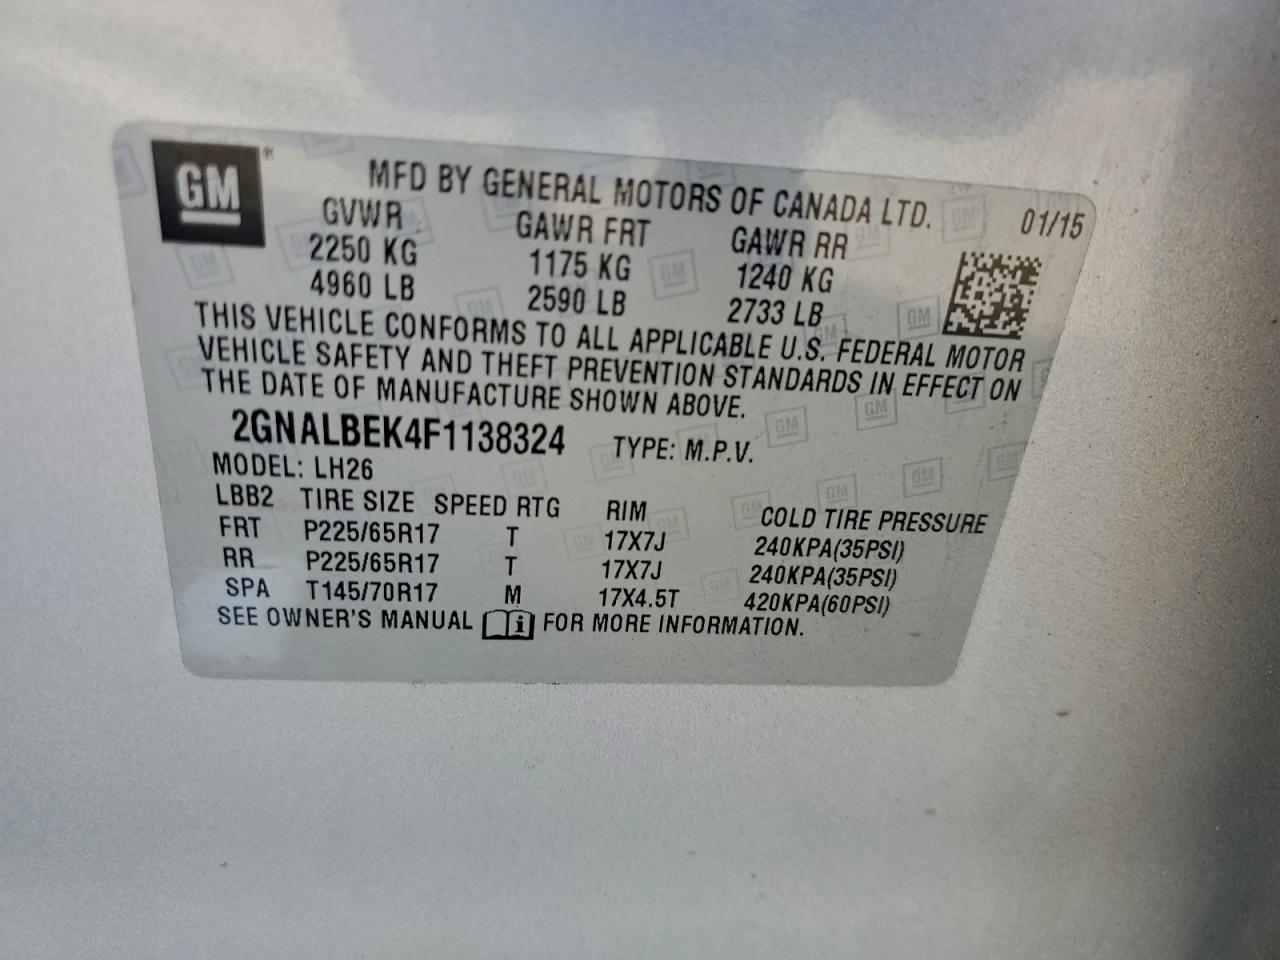 GM®
MFD BY GENERAL MOTORS OF CANADA LTD. 01/15
GVWR GAWR FRT GAWR RR
2250 KG 1175 KG 1240 KG
4960 LB 2590 LB 2733 LB
THIS VEHICLE CONFORMS TO ALL APPLICABLE U.S. FEDERAL MOTOR
VEHICLE SAFETY AND THEFT PREVENTION STANDARDS IN EFFECT ON
THE DATE OF MANUFACTURE SHOWN ABOVE.
2GNALBEK4F1138324 TYPE: M.P.V.
MODEL: LH26
LBB2 TIRE SIZE SPEED RTG RIM COLD TIRE PRESSURE
FRT P225/65R17 T 17X7J 240KPA(35PSI)
RR P225/65R17 T 17X7J 240KPA(35PSI)
SPA T145/70R17 M 17X4.5T 420KPA(60PSI)
SEE OWNER'S MANUAL i FOR MORE INFORMATION.